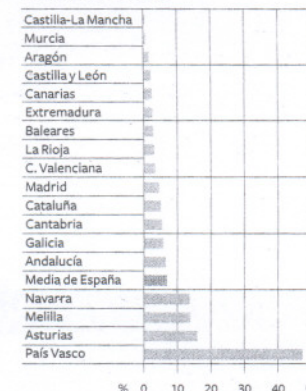 Castilla-La Mancha
Murcia
Aragón
Castilla y León
Canarias
Extremadura
Baleares
La Rioja
C. Valenciana
Madrid
Cataluña
Cantabria
Galicia
Andalucía
Media de España
Navarra
Melilla
Asturias
País Vasco
% 0 10 20 30 40